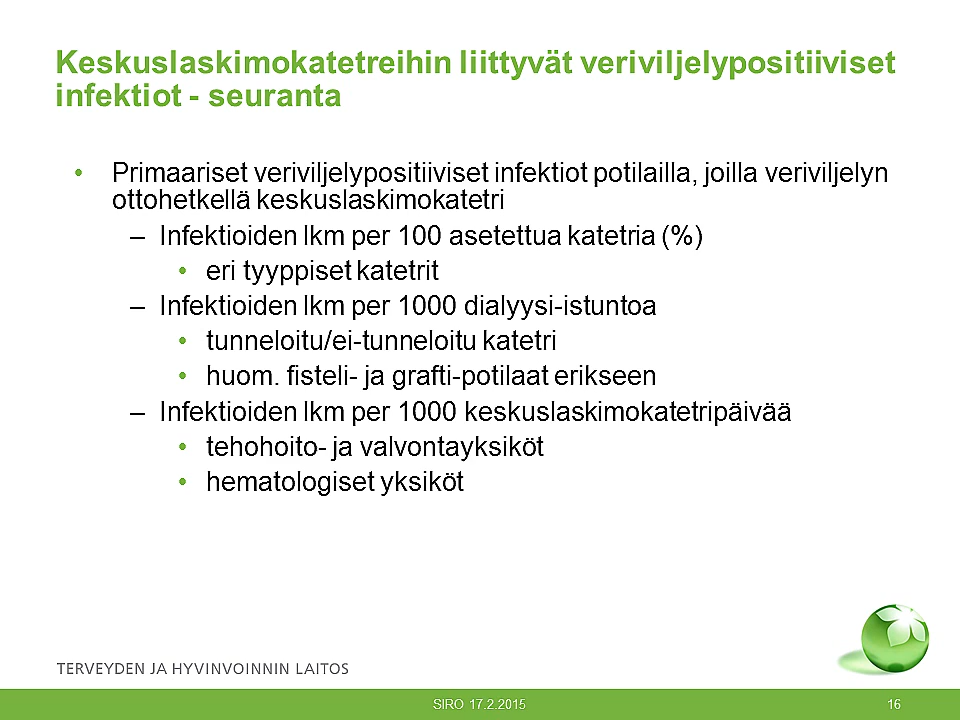 Keskuslaskimokatetreihin liittyvät veriviljelypositiiviset
infektiot - seuranta
• Primaariset veriviljelypositiiviset infektiot potilailla, joilla veriviljelyn
ottohetkellä keskuslaskimokatetri
– Infektioiden lkm per 100 asetettua katetria (%)
• eri tyyppiset katetrit
– Infektioiden lkm per 1000 dialyysi-istuntoa
• tunneloitu/ei-tunneloitu katetri
• huom. fisteli- ja grafti-potilaat erikseen
– Infektioiden lkm per 1000 keskuslaskimokatetripäivää
• tehohoito- ja valvontayksiköt
• hematologiset yksiköt
TERVEYDEN JA HYVINVOINNIN LAITOS
SIRO 17.2.2015
16